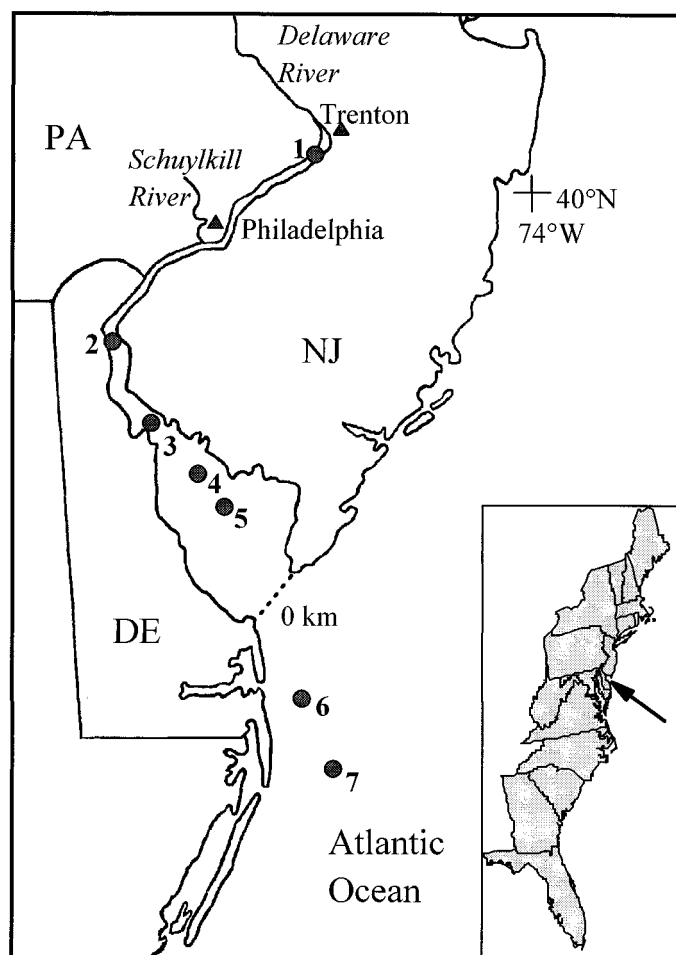 Delaware
River
Trenton
PA
1
Schuylkill
River
40°N
74°W
Philadelphia
2
NJ
3
4
5
0 km
DE
6
7
Atlantic
Ocean